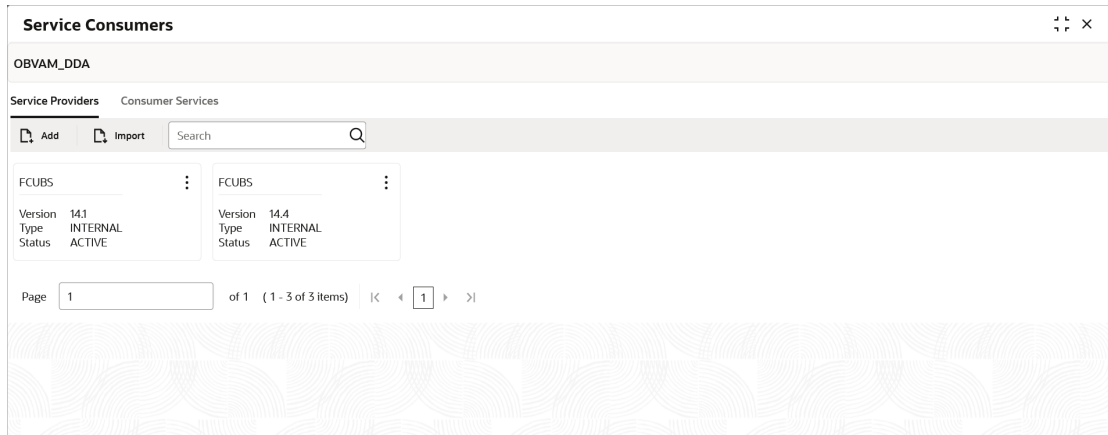 Service Consumers
OBVAM_DDA
Service Providers Consumer Services
Add Import Search
FCUBS FCUBS
Version 14.1 Version 14.4
Type INTERNAL Type INTERNAL
Status ACTIVE Status ACTIVE
Page 1 of 1 ( 1 - 3 of 3 items) 1